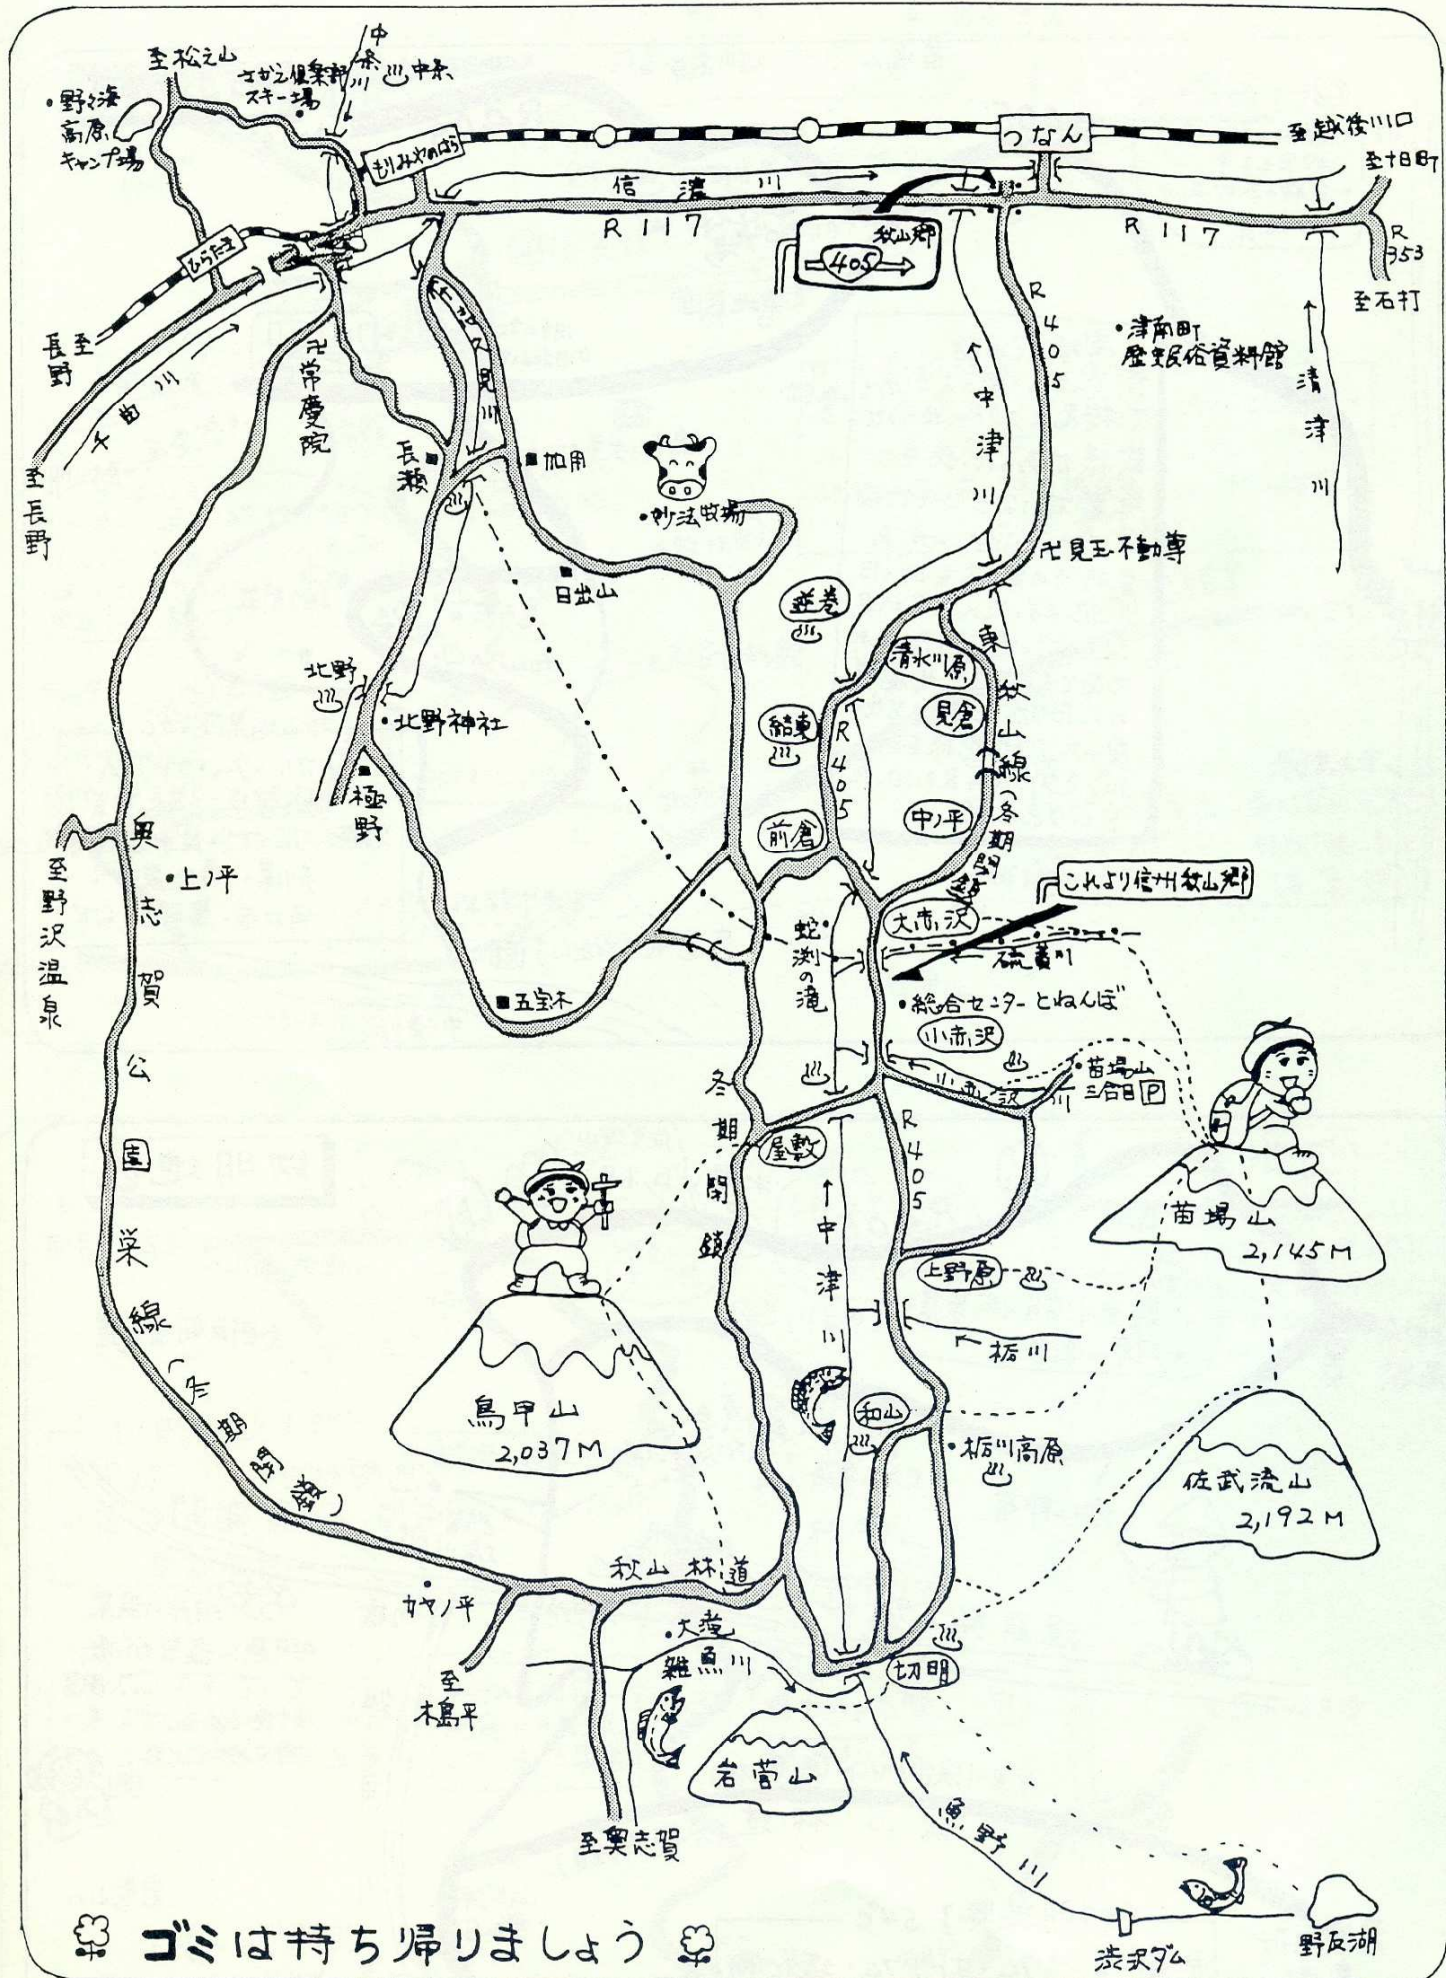 至松之山
中条川
中条
さかえ倶楽部
スキー場
野々海
高原
キャンプ場
もりみやのはら
つなん
至越後川口
至十日町
信濃川
R117
秋山郷
405
R117
R
353
至石打
ひらたき
至長野
千曲川
至長野
卍常慶院
長瀬
加用
妙法牧場
日出山
R405
中津川
津南町
歴史民俗資料館
清津川
卍見玉不動尊
逆巻
清水川原
東秋山線(冬期閉鎖)
見倉
結東
R405
中ノ平
前倉
北野
北野神社
極野
奥志賀公園栄線(冬期閉鎖)
上ノ平
至野沢温泉
五宝木
蛇渕の滝
大赤沢
これより信州秋山郷
硫黄川
総合センターとねんぼ
小赤沢
小赤沢川
苗場山
三合目P
冬期閉鎖
屋敷
R405
中津川
苗場山
2,145M
上野原
栃川
鳥甲山
2,037M
和山
栃川高原
佐武流山
2,192M
秋山林道
カヤノ平
至木島平
大滝
雑魚川
切明
岩菅山
至奥志賀
魚野川
渋沢ダム
野反湖
ゴミは持ち帰りましょう